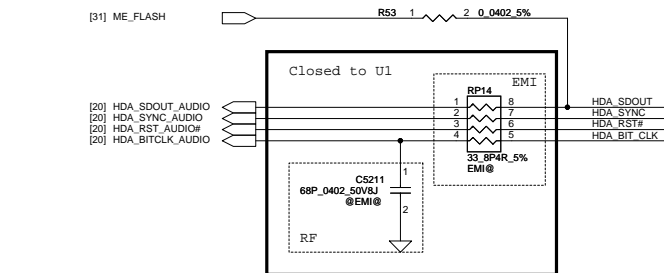 [31] ME_FLASH
R53 1 2 0_0402_5%
Closed to U1
EMI
RP14
[20] HDA_SDOUT_AUDIO 1 8 HDA_SDOUT
[20] HDA_SYNC_AUDIO 2 7 HDA_SYNC
[20] HDA_RST_AUDIO# 3 6 HDA_RST#
[20] HDA_BITCLK_AUDIO 4 5 HDA_BIT_CLK
33_8P4R_5%
EMI@
1
C5211
68P_0402_50V8J
@EMI@
2
RF